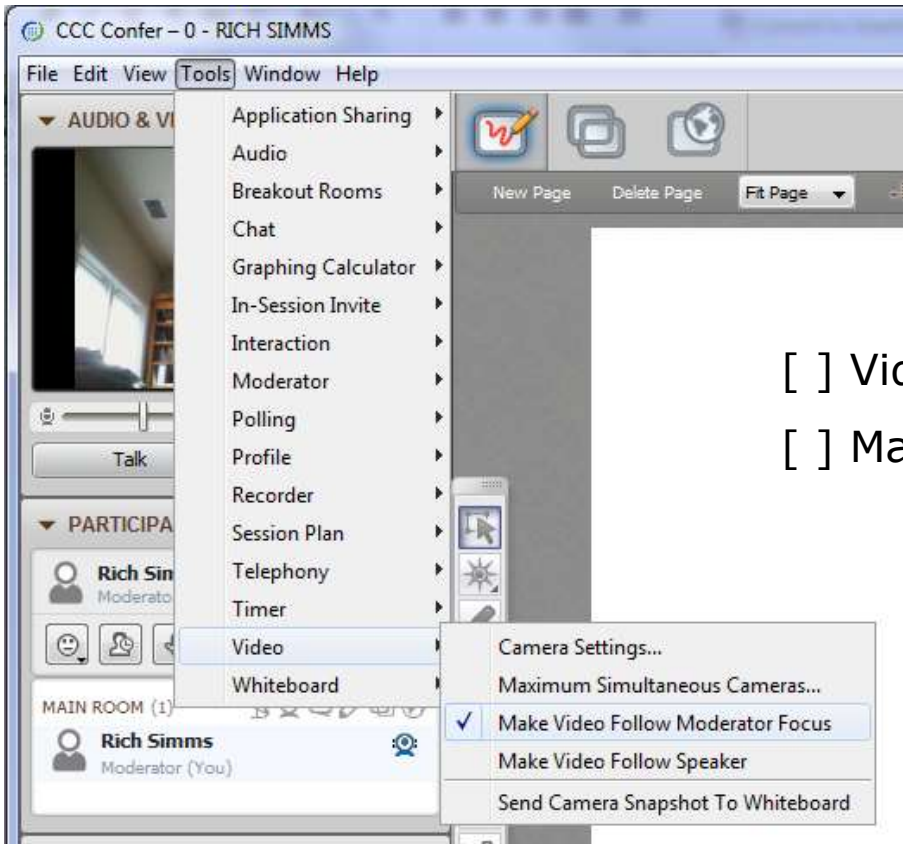 CCC Confer – 0 - RICH SIMMS
File Edit View Tools Window Help
AUDIO & VI
Application Sharing
Audio
Breakout Rooms
Chat
Graphing Calculator
In-Session Invite
Interaction
Moderator
Polling
Profile
Recorder
Session Plan
Telephony
Timer
Video
Whiteboard
New Page Delete Page Fit Page
Talk
PARTICIPA
Rich Sim
Moderato
MAIN ROOM (1)
Rich Simms
Moderator (You)
Camera Settings...
Maximum Simultaneous Cameras...
Make Video Follow Moderator Focus
Make Video Follow Speaker
Send Camera Snapshot To Whiteboard
[ ] Vid
[ ] Ma